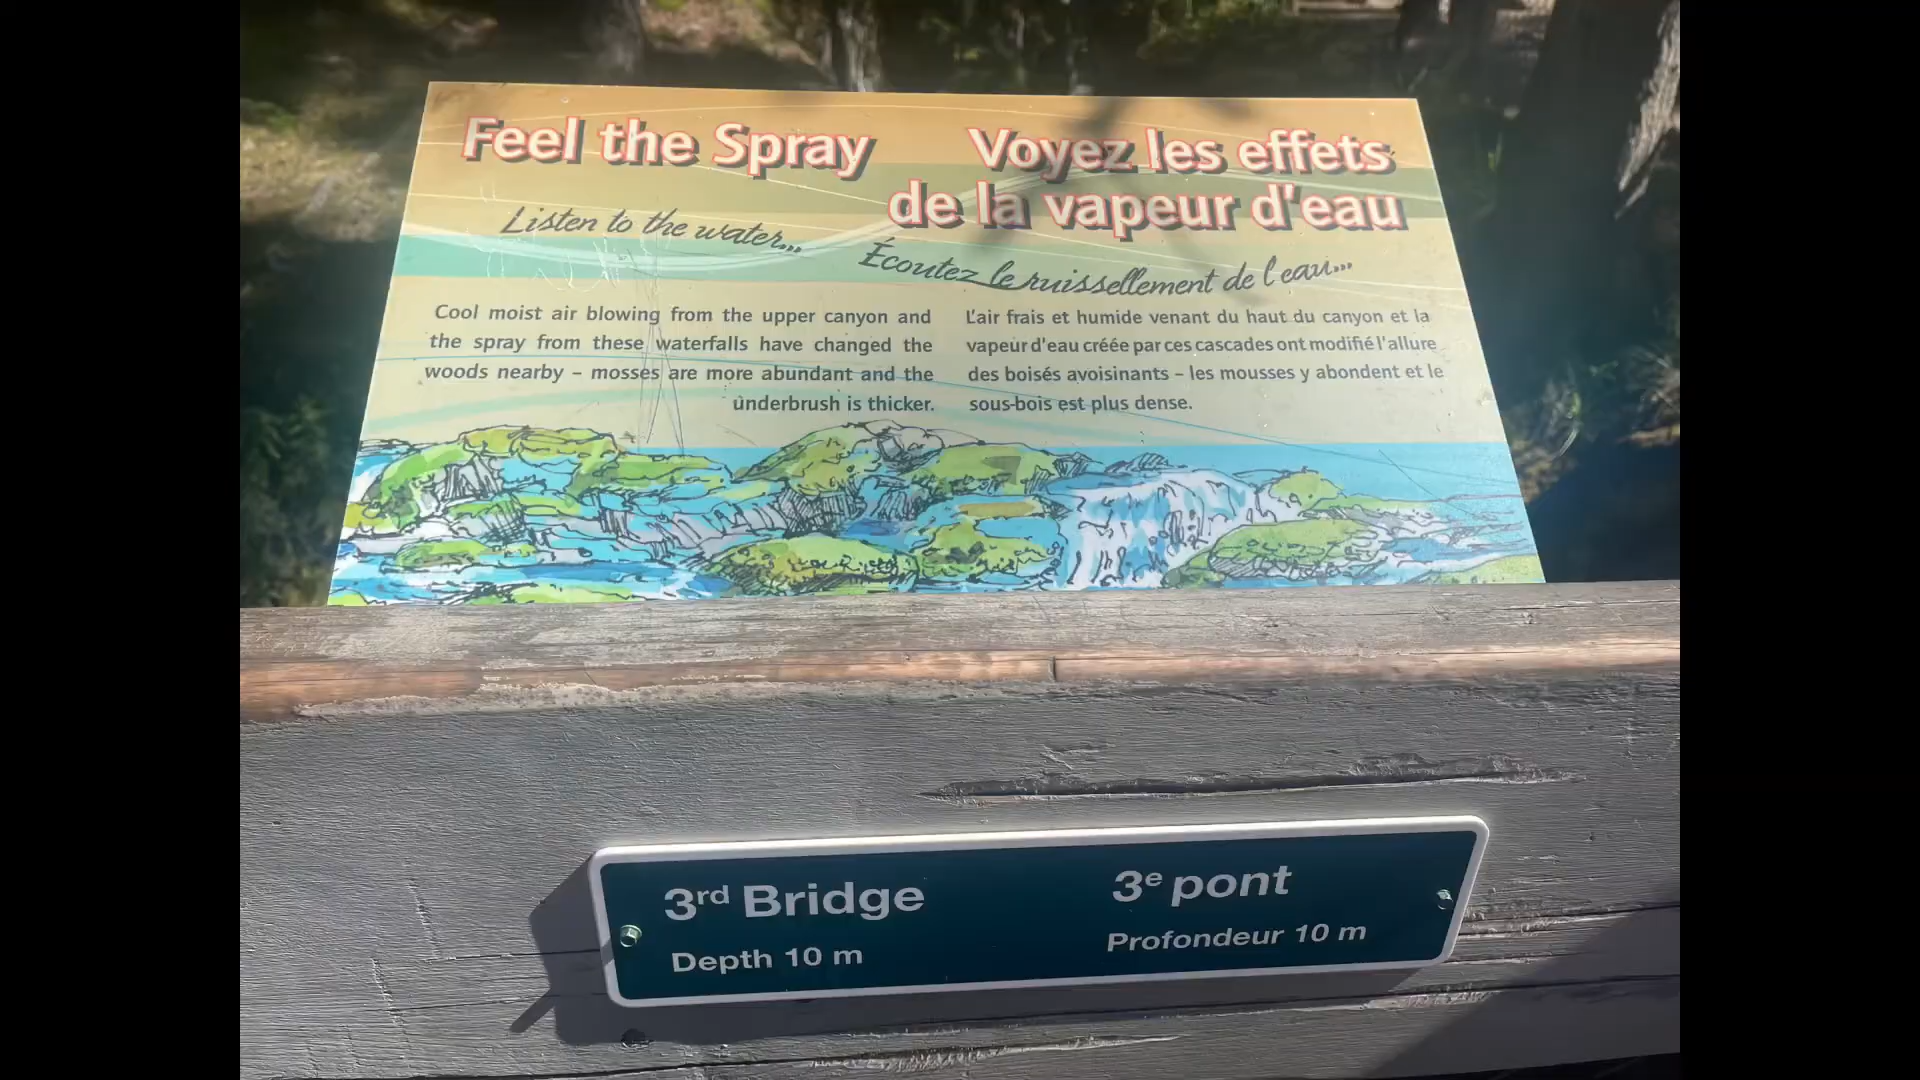 Feel the Spray
Listen to the water...
Cool moist air blowing from the upper canyon and
the spray from these waterfalls have changed the
woods nearby – mosses are more abundant and the
underbrush is thicker.
Voyez les effets
de la vapeur d'eau
Écoutez le ruissellement de l'eau...
L'air frais et humide venant du haut du canyon et la
vapeur d'eau créée par ces cascades ont modifié l'allure
des boisés avoisinants – les mousses y abondent et le
sous-bois est plus dense.
3rd Bridge
Depth 10 m
3e pont
Profondeur 10 m